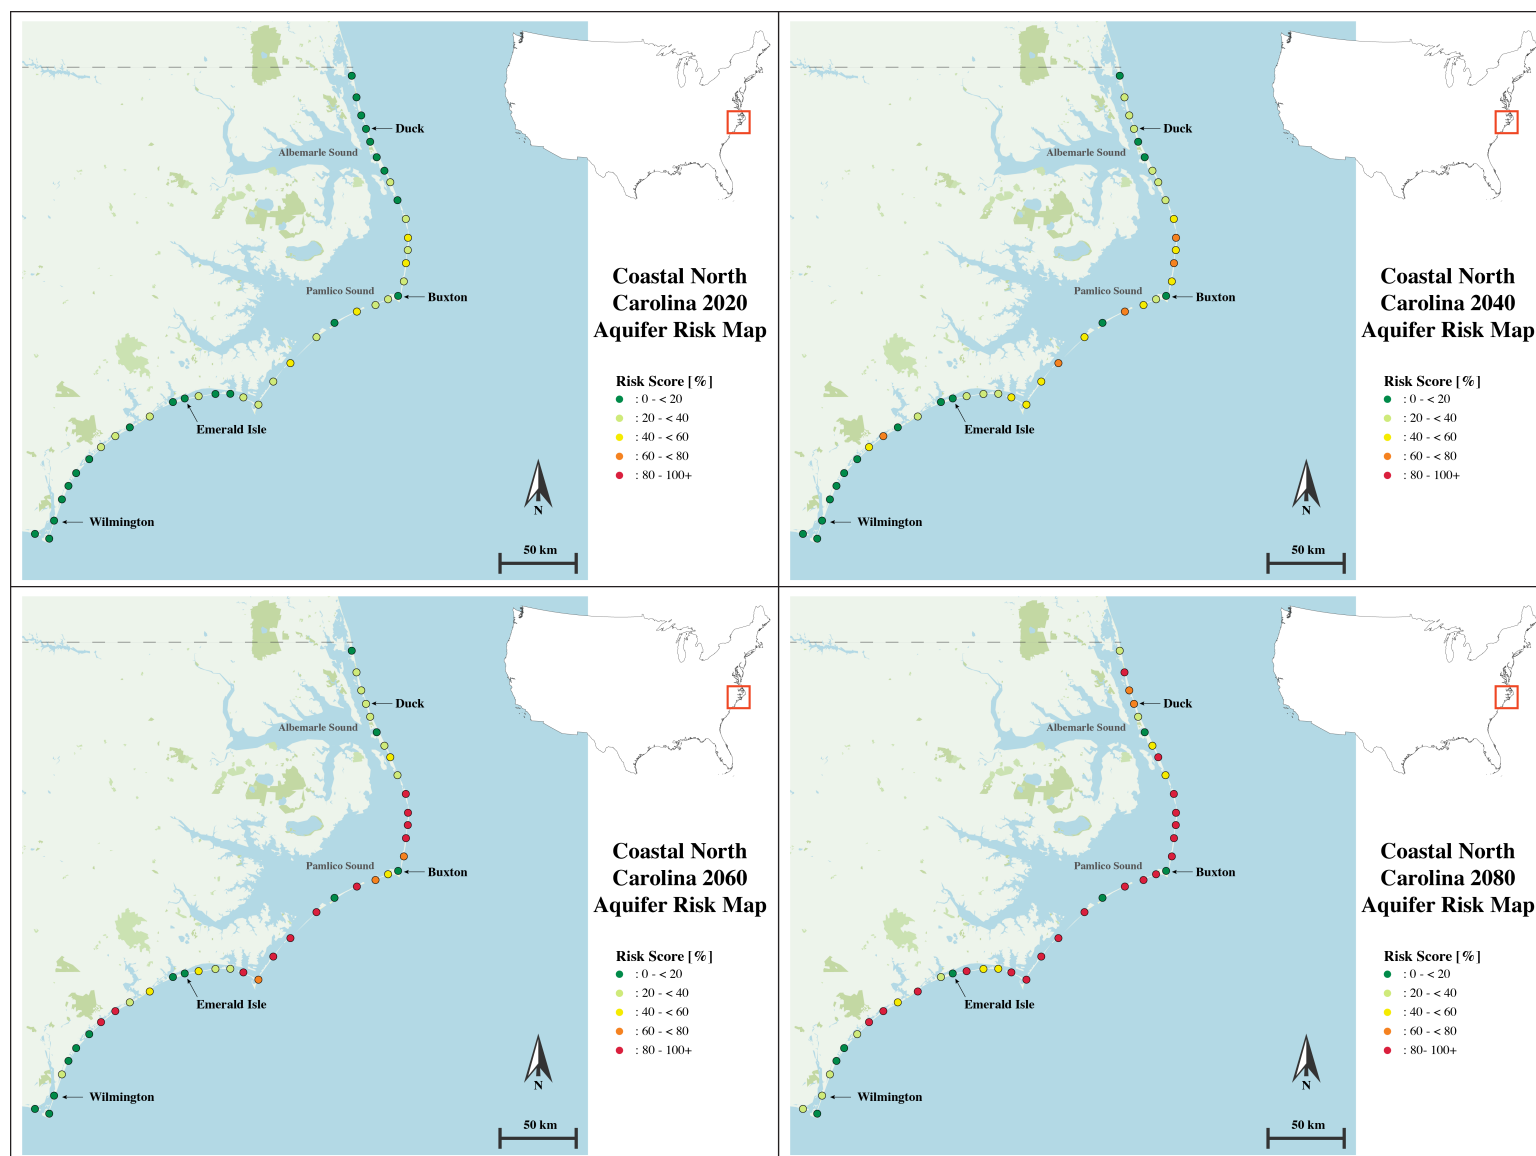 Duck
Albemarle Sound
Pamlico Sound
Buxton
Emerald Isle
Wilmington
Coastal North
Carolina 2020
Aquifer Risk Map
Risk Score [%]
: 0 - < 20
: 20 - < 40
: 40 - < 60
: 60 - < 80
: 80 - 100+
N
50 km
Duck
Albemarle Sound
Pamlico Sound
Buxton
Emerald Isle
Wilmington
Coastal North
Carolina 2040
Aquifer Risk Map
Risk Score [%]
: 0 - < 20
: 20 - < 40
: 40 - < 60
: 60 - < 80
: 80 - 100+
N
50 km
Duck
Albemarle Sound
Pamlico Sound
Buxton
Emerald Isle
Wilmington
Coastal North
Carolina 2060
Aquifer Risk Map
Risk Score [%]
: 0 - < 20
: 20 - < 40
: 40 - < 60
: 60 - < 80
: 80 - 100+
N
50 km
Duck
Albemarle Sound
Pamlico Sound
Buxton
Emerald Isle
Wilmington
Coastal North
Carolina 2080
Aquifer Risk Map
Risk Score [%]
: 0 - < 20
: 20 - < 40
: 40 - < 60
: 60 - < 80
: 80- 100+
N
50 km